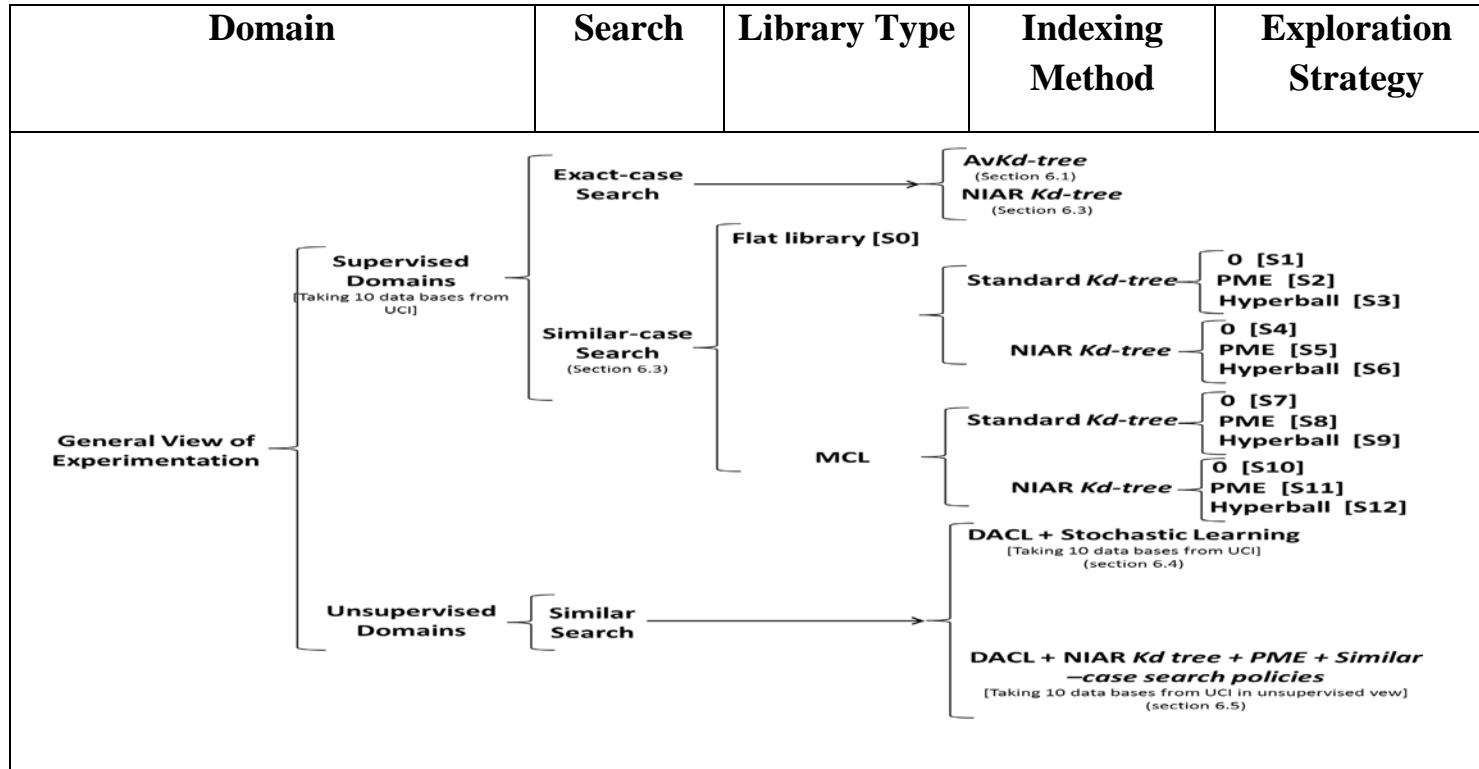 Domain
Search
Library Type
Indexing
Method
Exploration
Strategy
General View of
Experimentation
Supervised
Domains
[Taking 10 data bases from
UCI]
Exact-case
Search
AvKd-tree
(Section 6.1)
NIAR Kd-tree
(Section 6.3)
Similar-case
Search
(Section 6.3)
Flat library [S0]
Standard Kd-tree
0 [S1]
PME [S2]
Hyperball [S3]
NIAR Kd-tree
0 [S4]
PME [S5]
Hyperball [S6]
MCL
Standard Kd-tree
0 [S7]
PME [S8]
Hyperball [S9]
NIAR Kd-tree
0 [S10]
PME [S11]
Hyperball [S12]
Unsupervised
Domains
Similar
Search
DACL + Stochastic Learning
[Taking 10 data bases from UCI]
(section 6.4)
DACL + NIAR Kd tree + PME + Similar
–case search policies
[Taking 10 data bases from UCI in unsupervised vew]
(section 6.5)